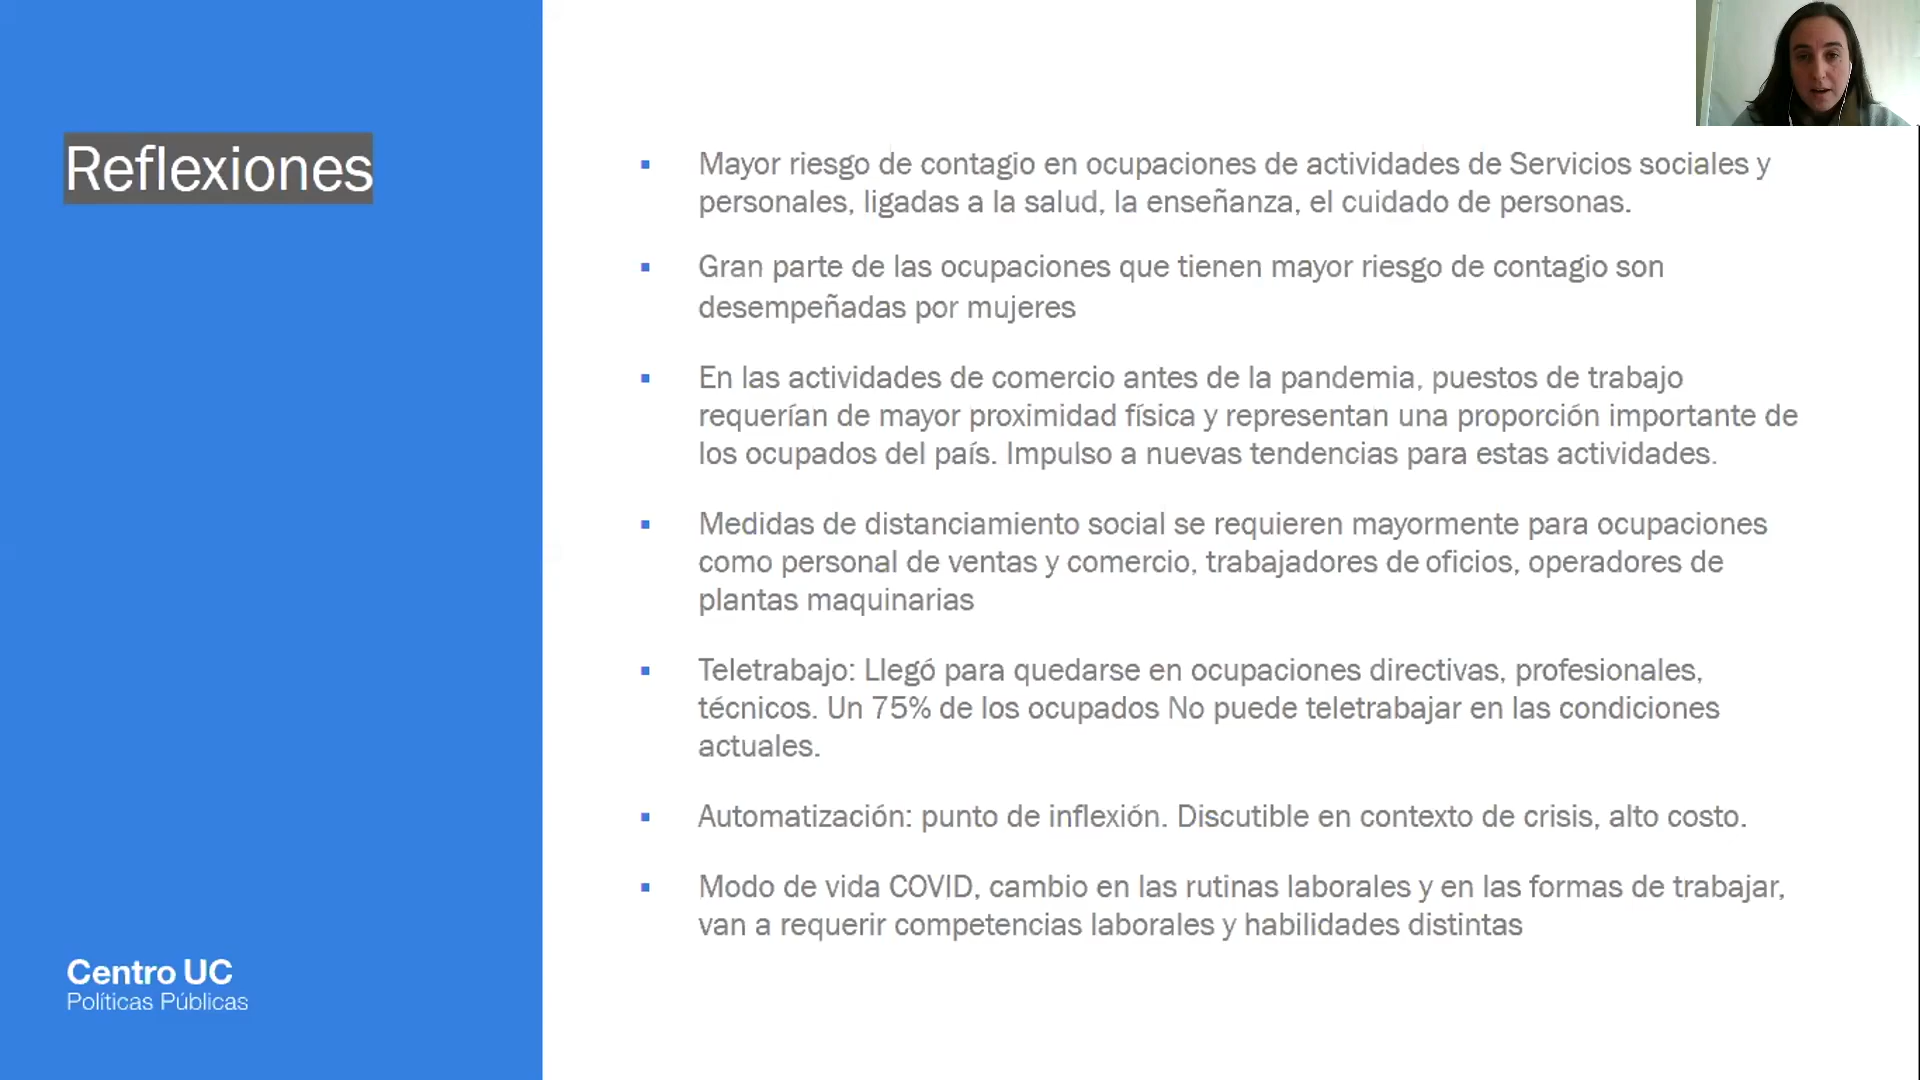 Reflexiones
Mayor riesgo de contagio en ocupaciones de actividades de Servicios sociales y
personales, ligadas a la salud, la enseñanza, el cuidado de personas.
Gran parte de las ocupaciones que tienen mayor riesgo de contagio son
desempeñadas por mujeres
En las actividades de comercio antes de la pandemia, puestos de trabajo
requerían de mayor proximidad física y representan una proporción importante de
los ocupados del país. Impulso a nuevas tendencias para estas actividades.
Medidas de distanciamiento social se requieren mayormente para ocupaciones
como personal de ventas y comercio, trabajadores de oficios, operadores de
plantas maquinarias
Teletrabajo: Llegó para quedarse en ocupaciones directivas, profesionales,
técnicos. Un 75% de los ocupados No puede teletrabajar en las condiciones
actuales.
Automatización: punto de inflexión. Discutible en contexto de crisis, alto costo.
Modo de vida COVID, cambio en las rutinas laborales y en las formas de trabajar,
van a requerir competencias laborales y habilidades distintas
Centro UC
Políticas Públicas